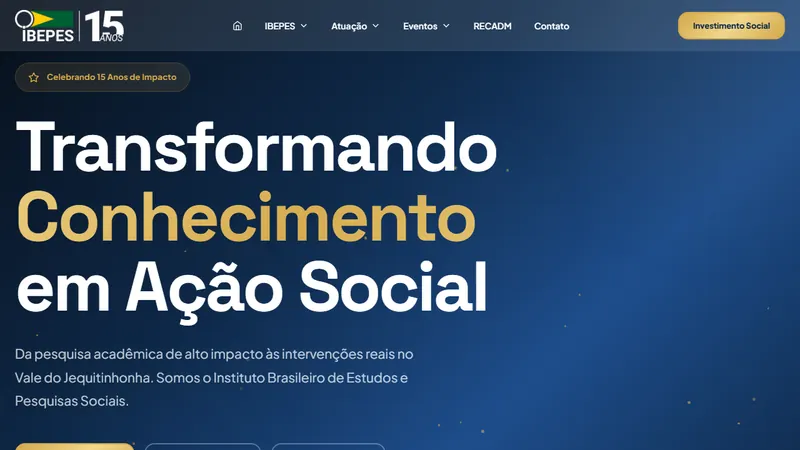 IBEPES
15
ANOS
IBEPES
Atuação
Eventos
RECADM
Contato
Investimento Social
Celebrando 15 Anos de Impacto
Transformando
Conhecimento
em Ação Social
Da pesquisa acadêmica de alto impacto às intervenções reais no
Vale do Jequitinhonha. Somos o Instituto Brasileiro de Estudos e
Pesquisas Sociais.